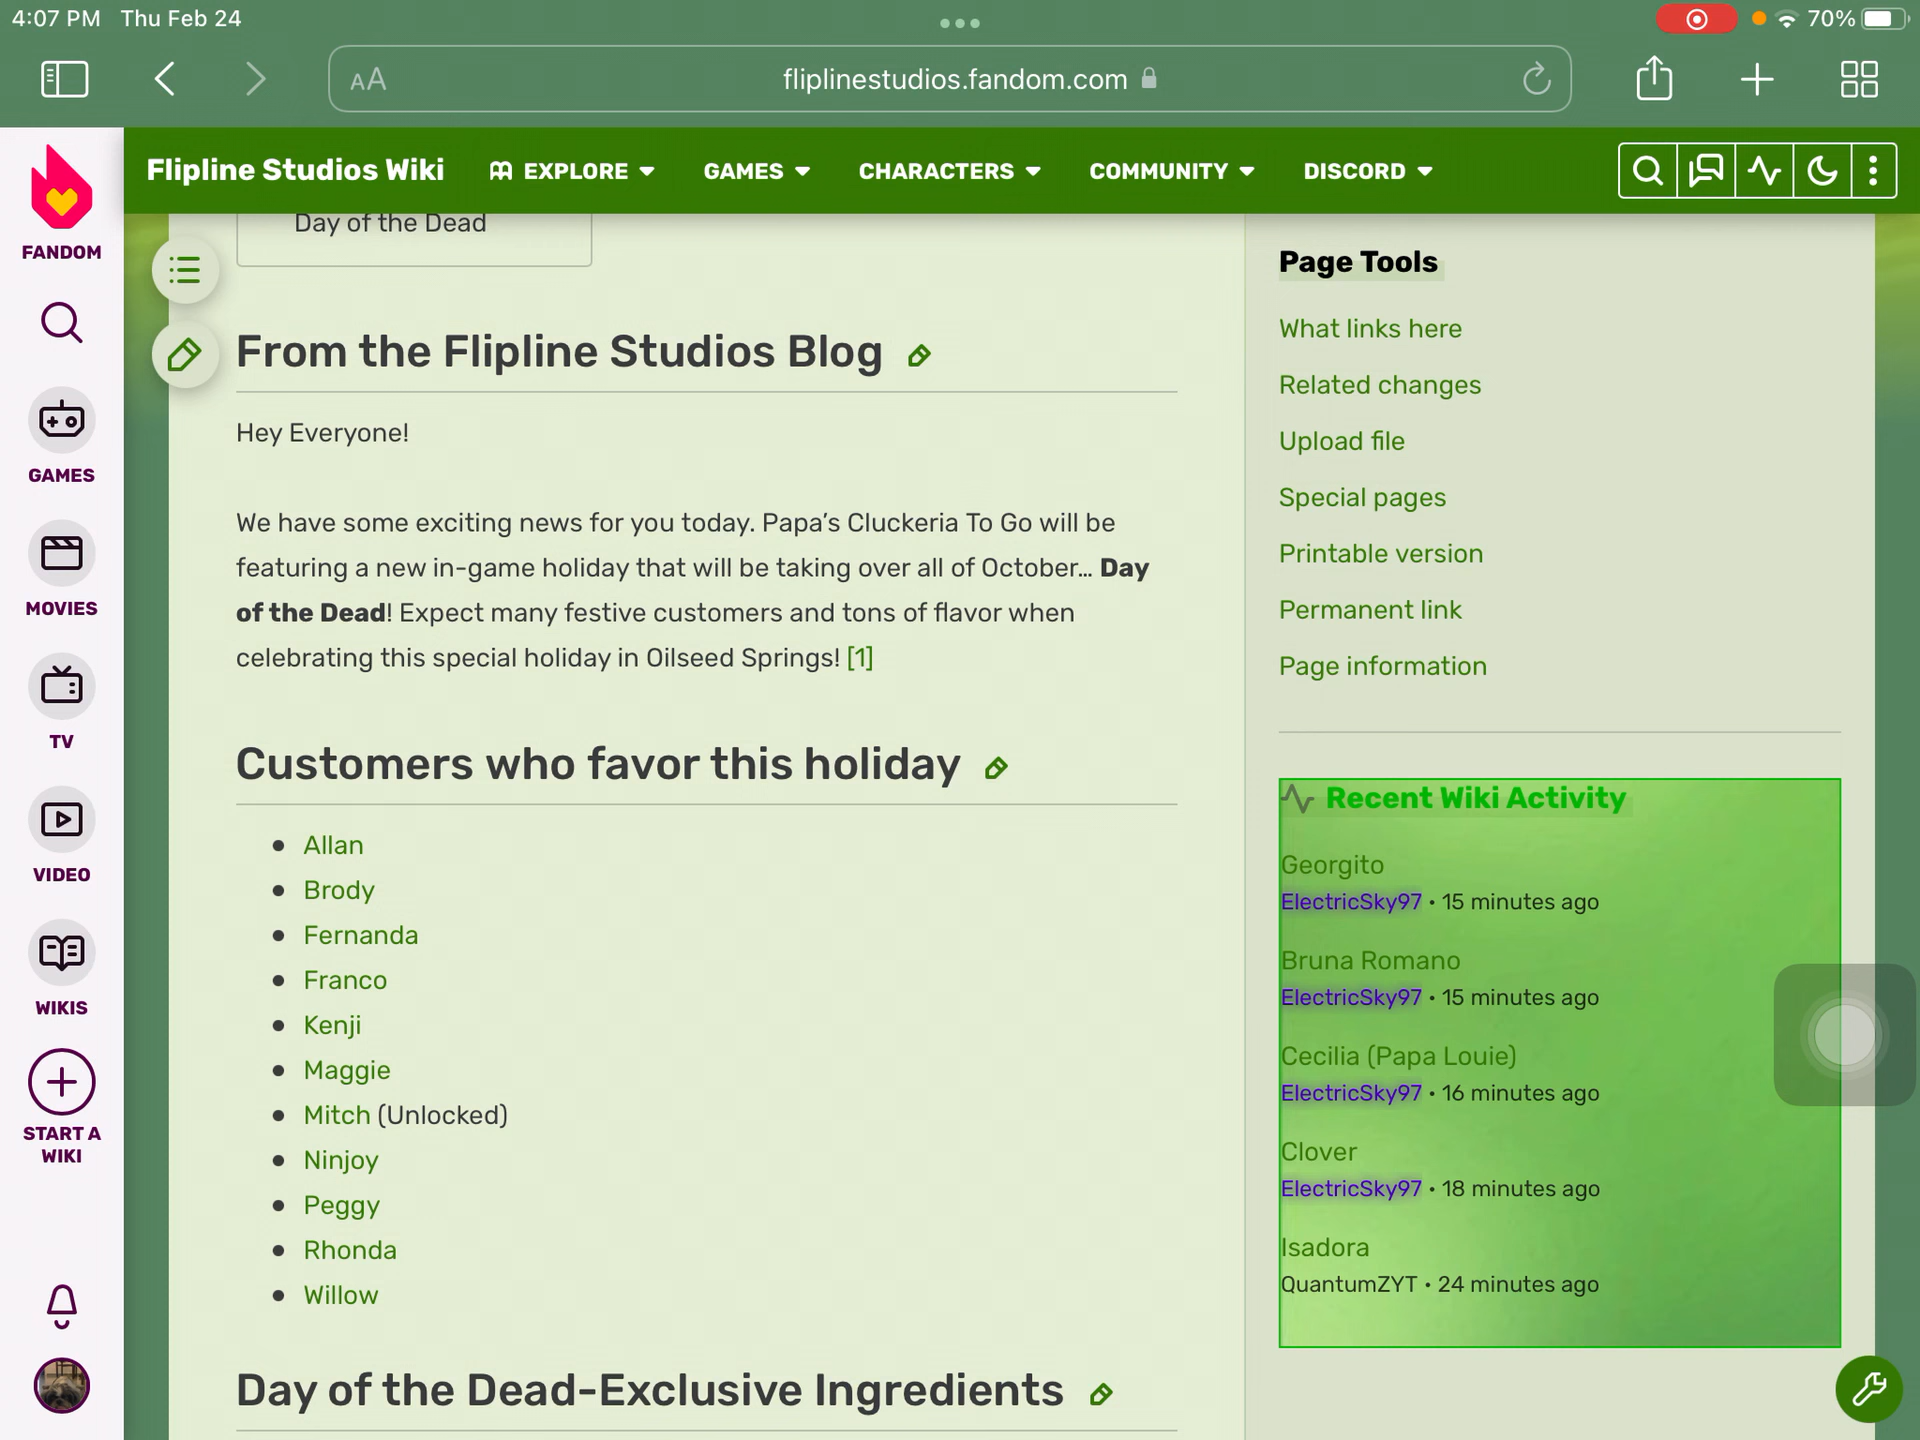 4:07 PM Thu Feb 24
70%
AA
fliplinestudios.fandom.com
FANDOM
GAMES
MOVIES
TV
VIDEO
WIKIS
START A
WIKI
Flipline Studios Wiki
EXPLORE
GAMES
CHARACTERS
COMMUNITY
DISCORD
Day of the Dead
From the Flipline Studios Blog
Hey Everyone!
We have some exciting news for you today. Papa’s Cluckeria To Go will be
featuring a new in-game holiday that will be taking over all of October… Day
of the Dead! Expect many festive customers and tons of flavor when
celebrating this special holiday in Oilseed Springs! [1]
Customers who favor this holiday
Allan
Brody
Fernanda
Franco
Kenji
Maggie
Mitch (Unlocked)
Ninjoy
Peggy
Rhonda
Willow
Day of the Dead-Exclusive Ingredients
Page Tools
What links here
Related changes
Upload file
Special pages
Printable version
Permanent link
Page information
Recent Wiki Activity
Georgito
ElectricSky97 • 15 minutes ago
Bruna Romano
ElectricSky97 • 15 minutes ago
Cecilia (Papa Louie)
ElectricSky97 • 16 minutes ago
Clover
ElectricSky97 • 18 minutes ago
Isadora
QuantumZYT • 24 minutes ago